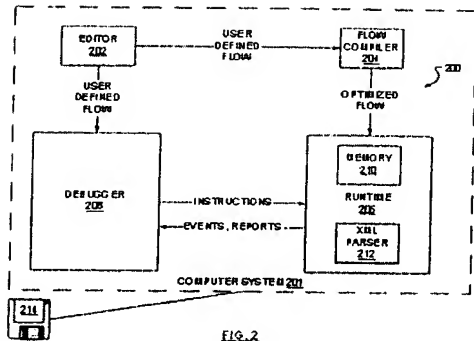 EDITOR
202
USER
DEFINED
FLOW
FLOW
COMPILER
204
200
USER
DEFINED
FLOW
OPTIMIZED
FLOW
MEMORY
210
DEBUGGER
208
INSTRUCTIONS
RUNTIME
206
EVENTS, REPORTS
XML
PARSER
212
COMPUTER SYSTEM 201
214
FIG.2